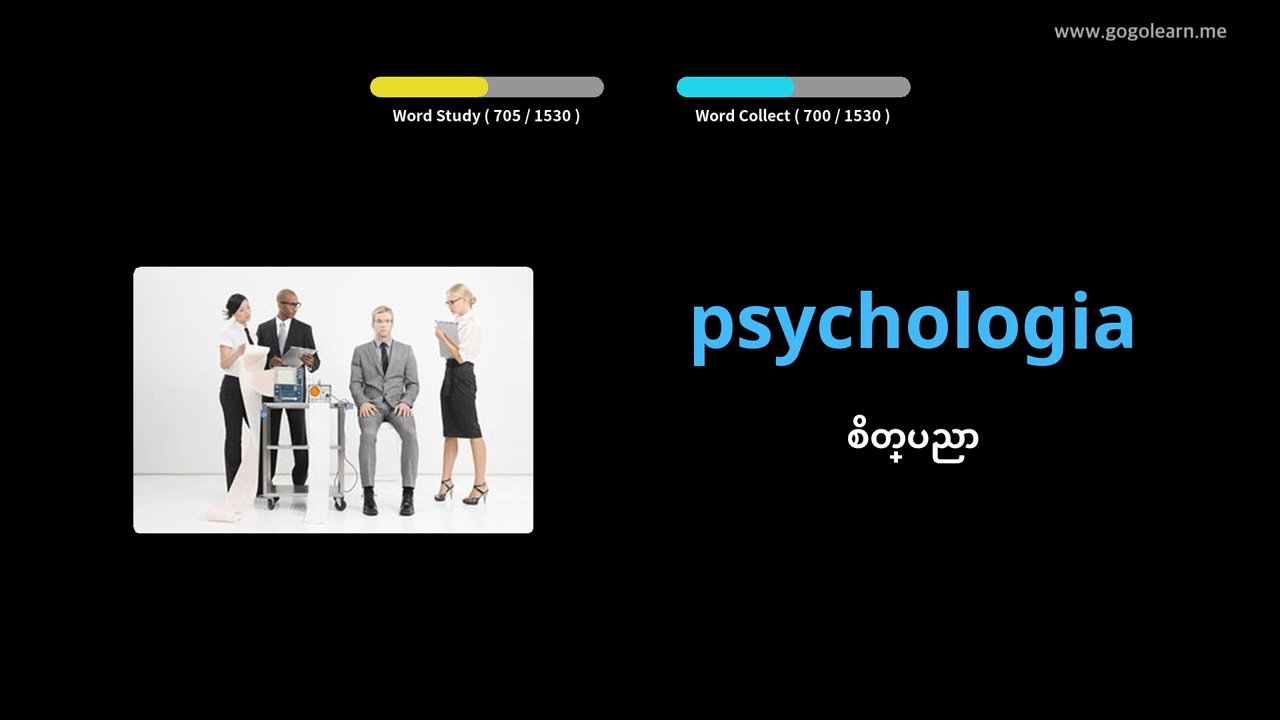 www.gogolearn.me
Word Study ( 705 / 1530 )
Word Collect ( 700 / 1530 )
psychologia
စိတ္ပညာ